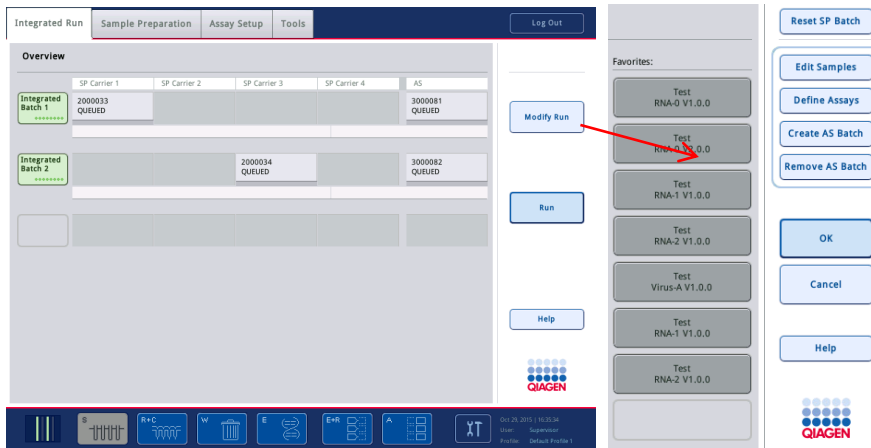 Integrated Run
Sample Preparation
Assay Setup
Tools
Log Out
Overview
SP Carrier 1
SP Carrier 2
SP Carrier 3
SP Carrier 4
AS
Integrated
Batch 1
2000033
QUEUED
3000081
QUEUED
Integrated
Batch 2
2000034
QUEUED
3000082
QUEUED
Modify Run
Run
Help
QIAGEN
S
R+C
W
E
E+R
A
Oct 29, 2015 | 16:35:34
User: Supervisor
Profile: Default Profile 1
Favorites:
Test
RNA-0 V1.0.0
Test
RNA-0 V2.0.0
Test
RNA-1 V1.0.0
Test
RNA-2 V1.0.0
Test
Virus-A V1.0.0
Test
RNA-1 V1.0.0
Test
RNA-2 V1.0.0
Reset SP Batch
Edit Samples
Define Assays
Create AS Batch
Remove AS Batch
OK
Cancel
Help
QIAGEN